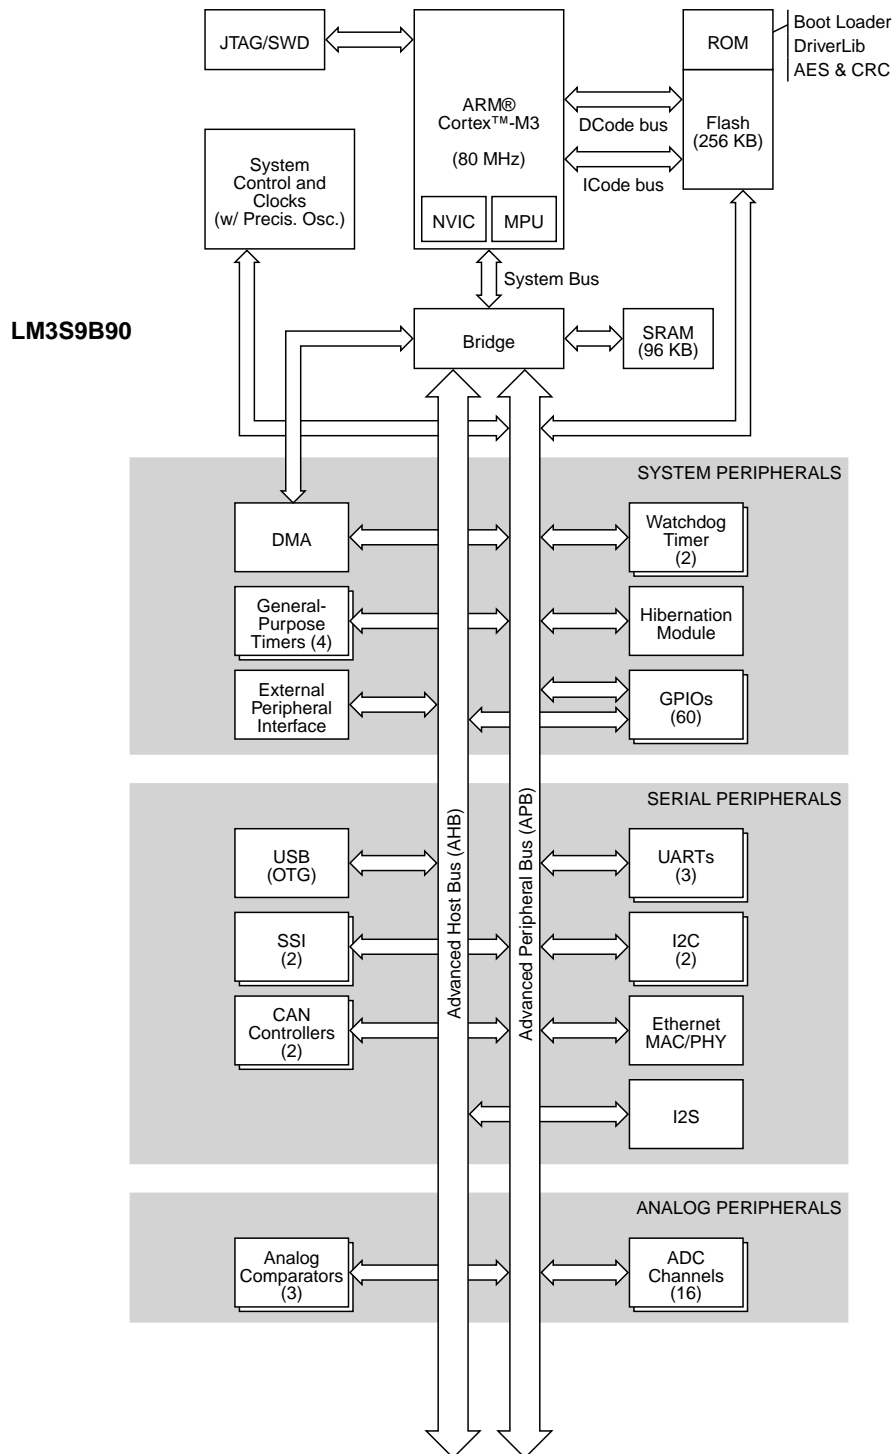 JTAG/SWD
ARM®
Cortex™-M3
(80 MHz)
NVIC
MPU
DCode bus
ICode bus
ROM
Flash
(256 KB)
Boot Loader
DriverLib
AES & CRC
System
Control and
Clocks
(w/ Precis. Osc.)
System Bus
LM3S9B90
Bridge
SRAM
(96 KB)
SYSTEM PERIPHERALS
DMA
Watchdog
Timer
(2)
General-
Purpose
Timers (4)
Hibernation
Module
External
Peripheral
Interface
GPIOs
(60)
Advanced Host Bus (AHB)
Advanced Peripheral Bus (APB)
SERIAL PERIPHERALS
USB
(OTG)
UARTs
(3)
SSI
(2)
I2C
(2)
CAN
Controllers
(2)
Ethernet
MAC/PHY
I2S
ANALOG PERIPHERALS
Analog
Comparators
(3)
ADC
Channels
(16)